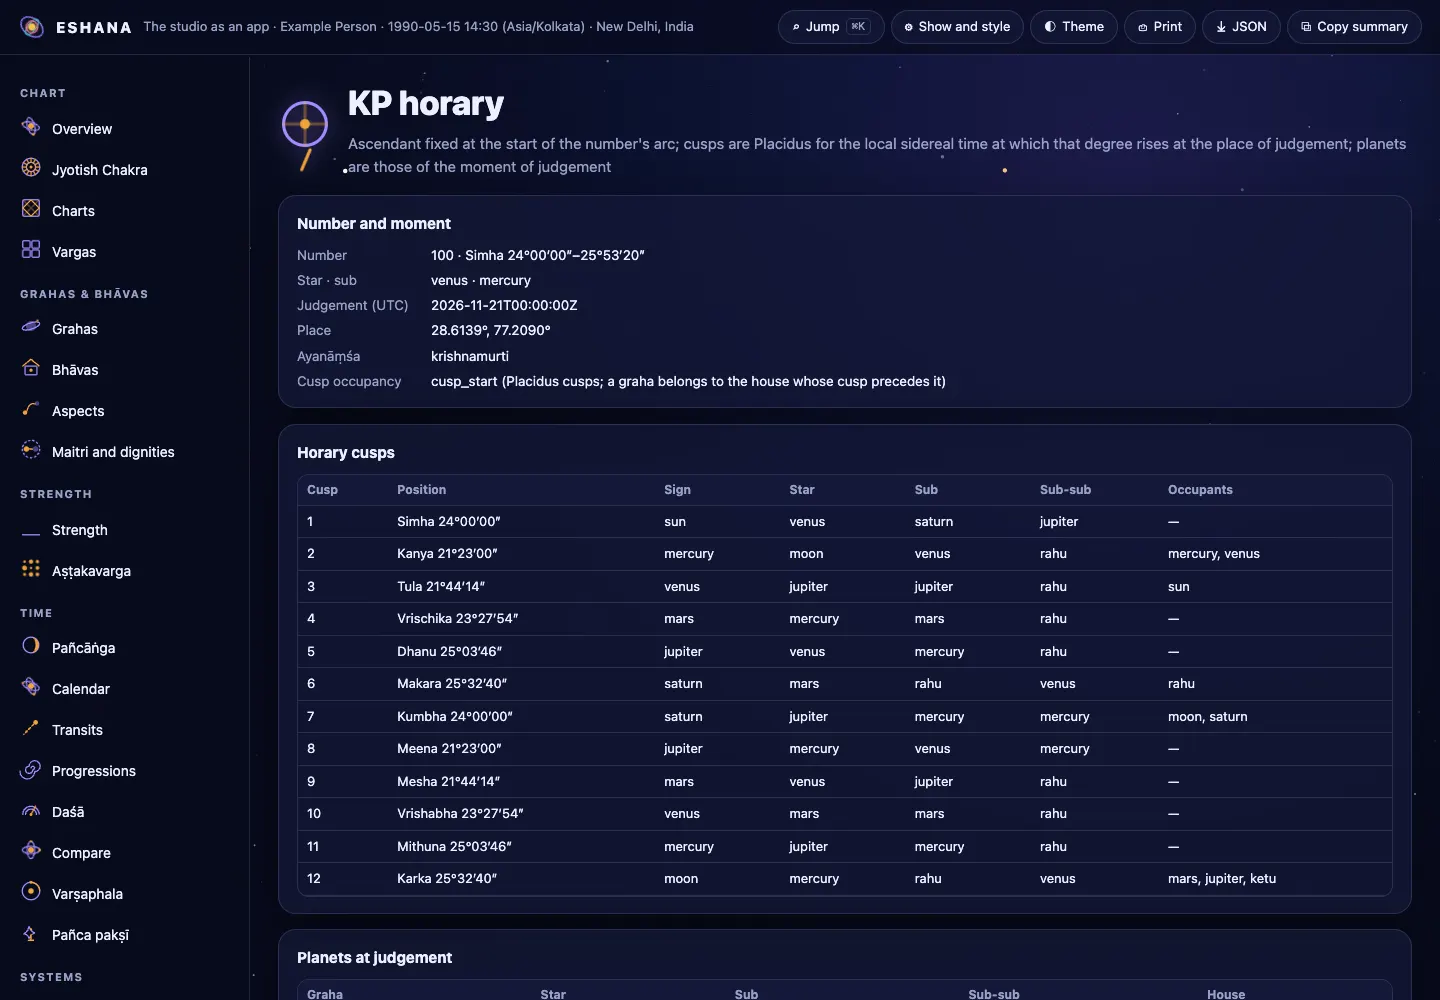 ESHANA
The studio as an app · Example Person · 1990-05-15 14:30 (Asia/Kolkata) · New Delhi, India
Jump ⌘K
Show and style
Theme
Print
JSON
Copy summary
CHART
Overview
Jyotish Chakra
Charts
Vargas
GRAHAS & BHĀVAS
Grahas
Bhāvas
Aspects
Maitri and dignities
STRENGTH
Strength
Aṣṭakavarga
TIME
Pañcāṅga
Calendar
Transits
Progressions
Daśā
Compare
Varṣaphala
Pañca pakṣī
SYSTEMS
KP horary
Ascendant fixed at the start of the number's arc; cusps are Placidus for the local sidereal time at which that degree rises at the place of judgement; planets
are those of the moment of judgement
Number and moment
Number 100 · Simha 24°00′00″–25°53′20″
Star · sub venus · mercury
Judgement (UTC) 2026-11-21T00:00:00Z
Place 28.6139°, 77.2090°
Ayanāṃśa krishnamurti
Cusp occupancy cusp_start (Placidus cusps; a graha belongs to the house whose cusp precedes it)
Horary cusps
Cusp Position Sign Star Sub Sub-sub Occupants
1 Simha 24°00′00″ sun venus saturn jupiter —
2 Kanya 21°23′00″ mercury moon venus rahu mercury, venus
3 Tula 21°44′14″ venus jupiter jupiter rahu sun
4 Vrischika 23°27′54″ mars mercury mars rahu —
5 Dhanu 25°03′46″ jupiter venus mercury rahu —
6 Makara 25°32′40″ saturn mars rahu venus rahu
7 Kumbha 24°00′00″ saturn jupiter mercury mercury moon, saturn
8 Meena 21°23′00″ jupiter mercury venus mercury —
9 Mesha 21°44′14″ mars venus jupiter rahu —
10 Vrishabha 23°27′54″ venus mars mars rahu —
11 Mithuna 25°03′46″ mercury jupiter mercury rahu —
12 Karka 25°32′40″ moon mercury rahu venus mars, jupiter, ketu
Planets at judgement
Graha Star Sub Sub-sub House